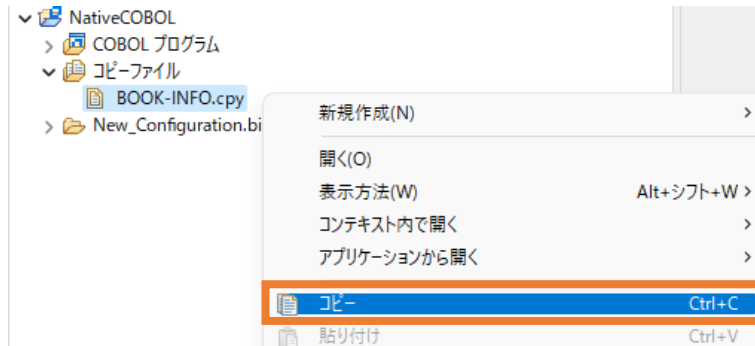 NativeCOBOL
COBOL プログラム
コピーファイル
BOOK-INFO.cpy
New_Configuration.bi
新規作成(N)
開く(O)
表示方法(W) Alt+シフト+W
コンテキスト内で開く
アプリケーションから開く
コピー Ctrl+C
貼り付け Ctrl+V